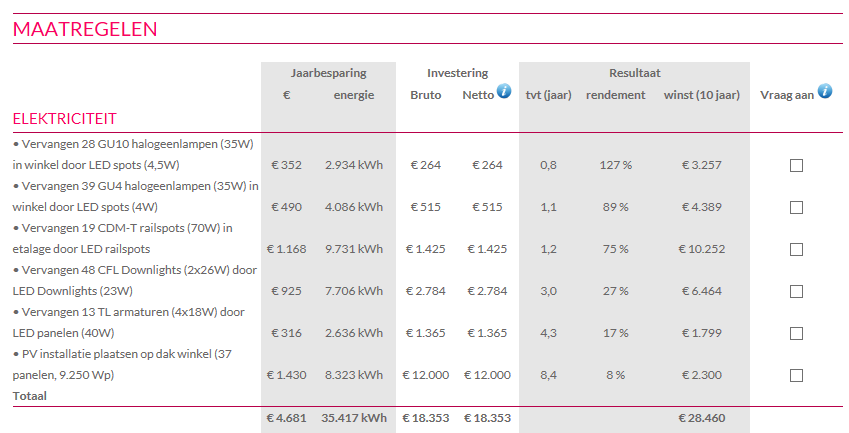 MAATREGELEN
Jaarbesparing Investering Resultaat
€ energie Bruto Netto i tvt (jaar) rendement winst (10 jaar) Vraag aan i
ELEKTRICITEIT
• Vervangen 28 GU10 halogeenlampen (35W)
in winkel door LED spots (4,5W) € 352 2.934 kWh € 264 € 264 0,8 127 % € 3.257
• Vervangen 39 GU4 halogeenlampen (35W) in
winkel door LED spots (4W) € 490 4.086 kWh € 515 € 515 1,1 89 % € 4.389
• Vervangen 19 CDM-T railspots (70W) in
etalage door LED railspots € 1.168 9.731 kWh € 1.425 € 1.425 1,2 75 % € 10.252
• Vervangen 48 CFL Downlights (2x26W) door
LED Downlights (23W) € 925 7.706 kWh € 2.784 € 2.784 3,0 27 % € 6.464
• Vervangen 13 TL armaturen (4x18W) door
LED panelen (40W) € 316 2.636 kWh € 1.365 € 1.365 4,3 17 % € 1.799
• PV installatie plaatsen op dak winkel (37
panelen, 9.250 Wp) € 1.430 8.323 kWh € 12.000 € 12.000 8,4 8 % € 2.300
Totaal
€ 4.681 35.417 kWh € 18.353 € 18.353 € 28.460